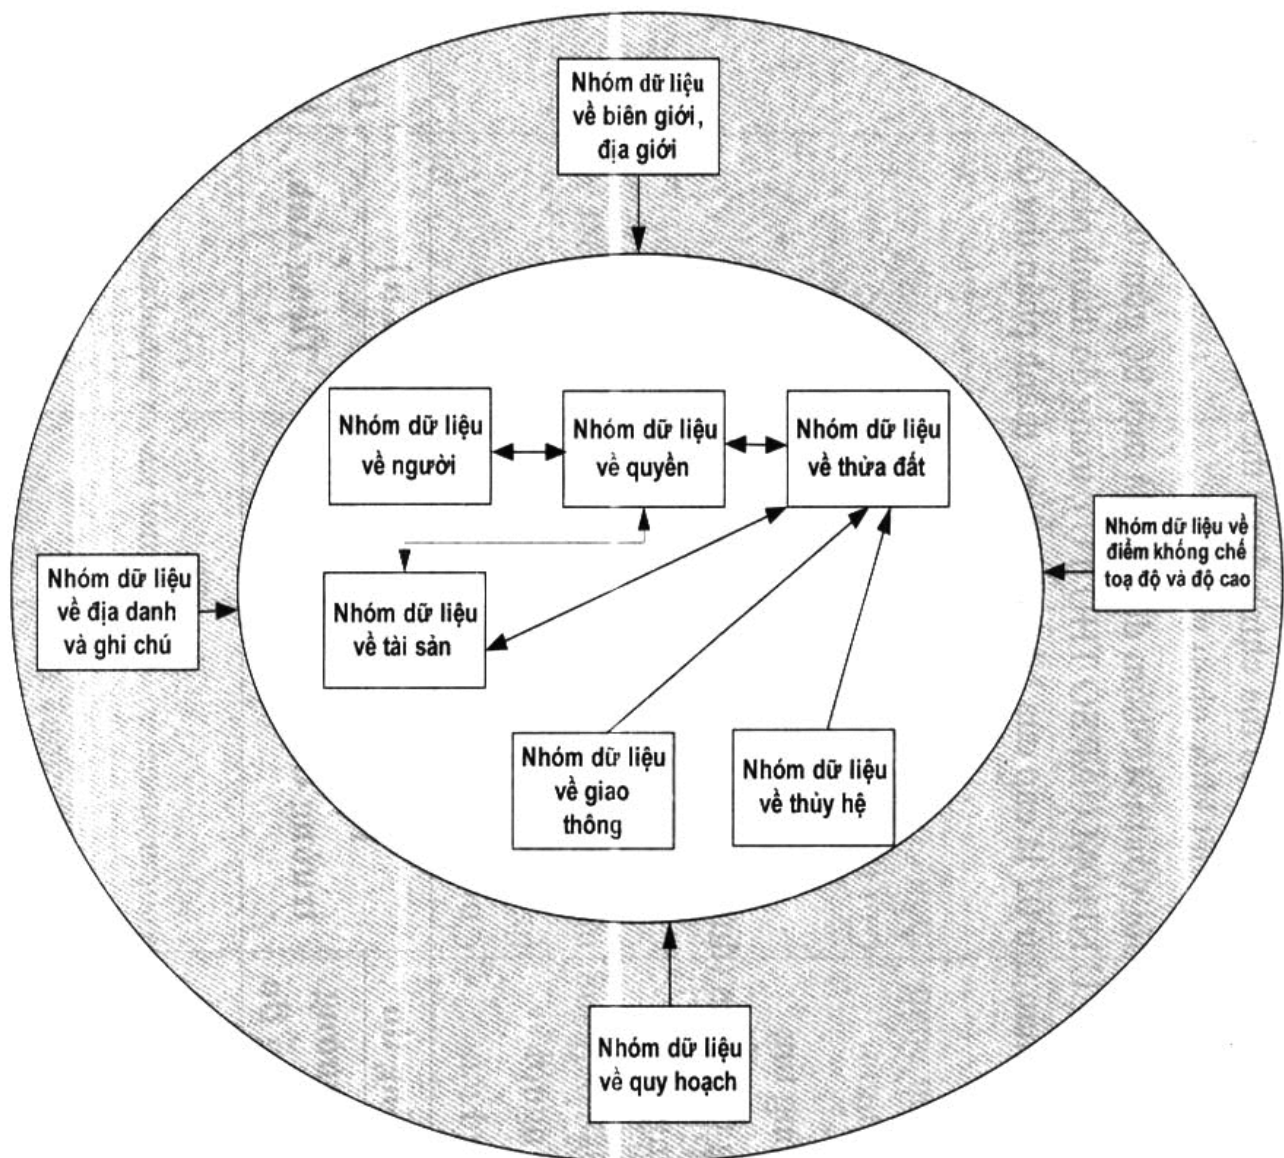 Nhóm dữ liệu
về biên giới,
địa giới
Nhóm dữ liệu
về người
Nhóm dữ liệu
về quyền
Nhóm dữ liệu
về thửa đất
Nhóm dữ liệu về
điểm khống chế
toạ độ và độ cao
Nhóm dữ liệu
về địa danh
và ghi chú
Nhóm dữ liệu
về tài sản
Nhóm dữ liệu
về giao
thông
Nhóm dữ liệu
về thủy hệ
Nhóm dữ liệu
về quy hoạch